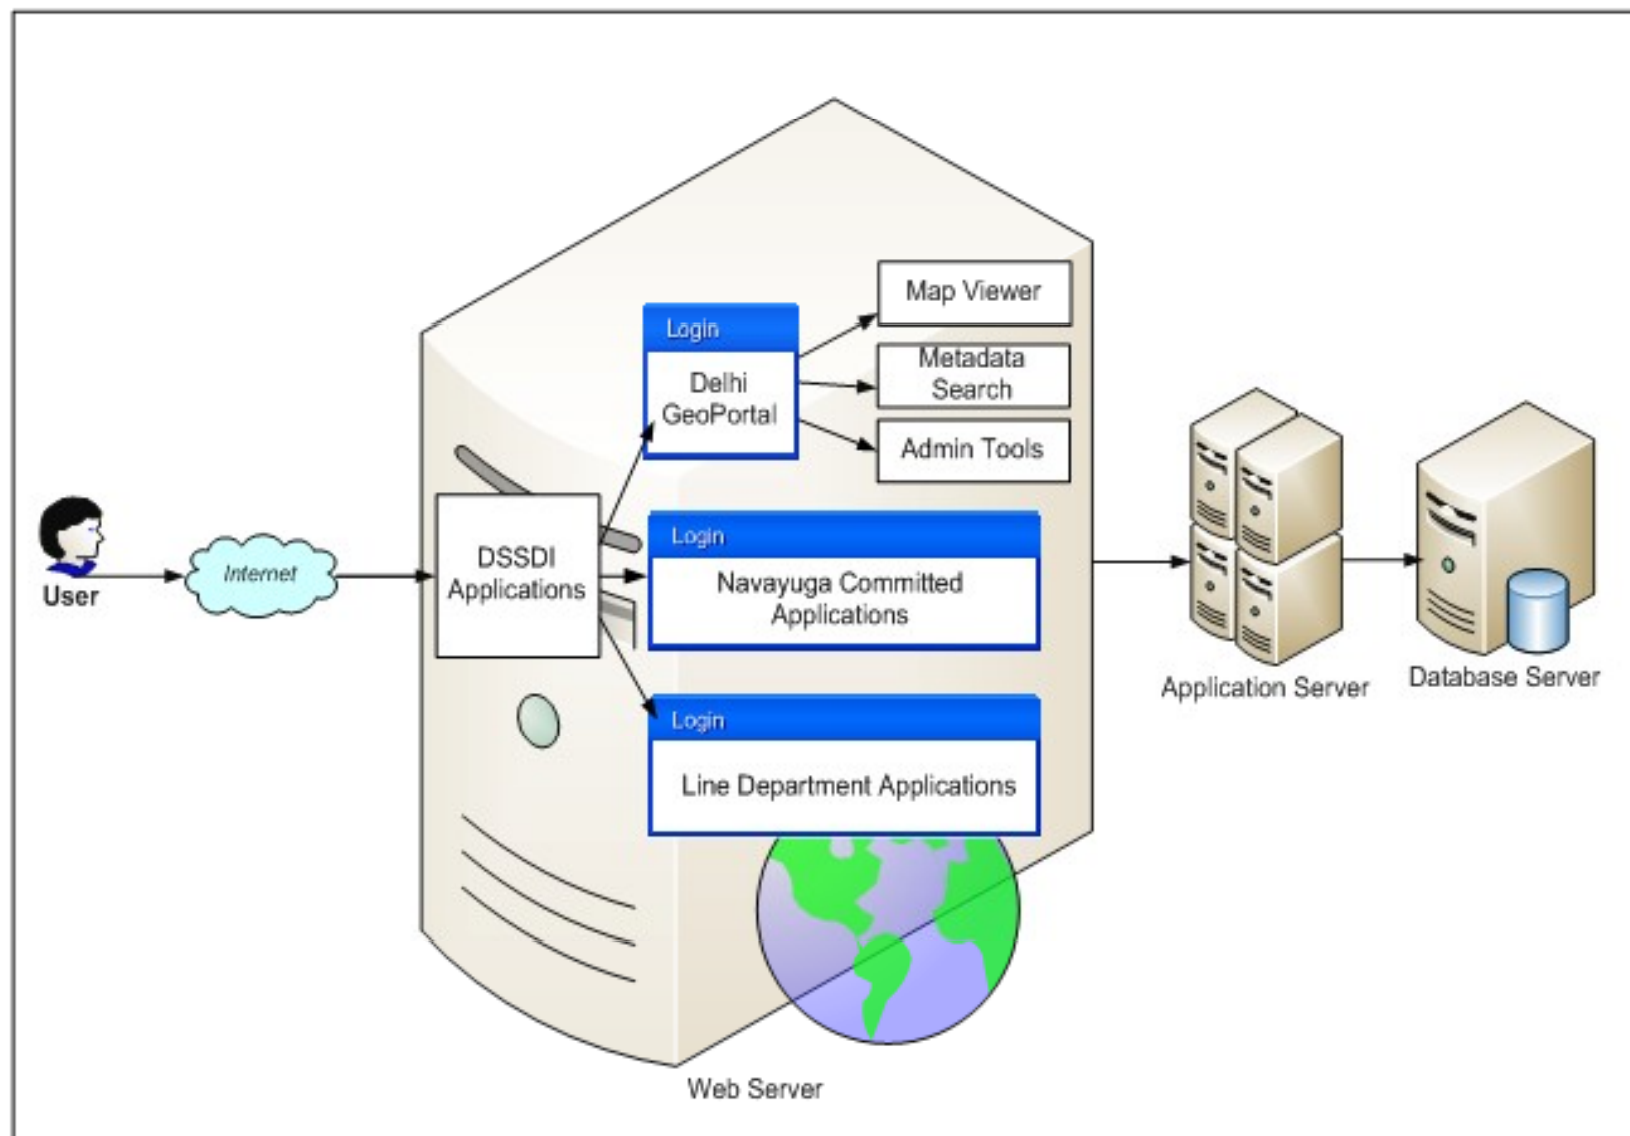 User
Internet
DSSDI
Applications
Login
Delhi
GeoPortal
Map Viewer
Metadata
Search
Admin Tools
Login
Navayuga Committed
Applications
Login
Line Department Applications
Web Server
Application Server
Database Server